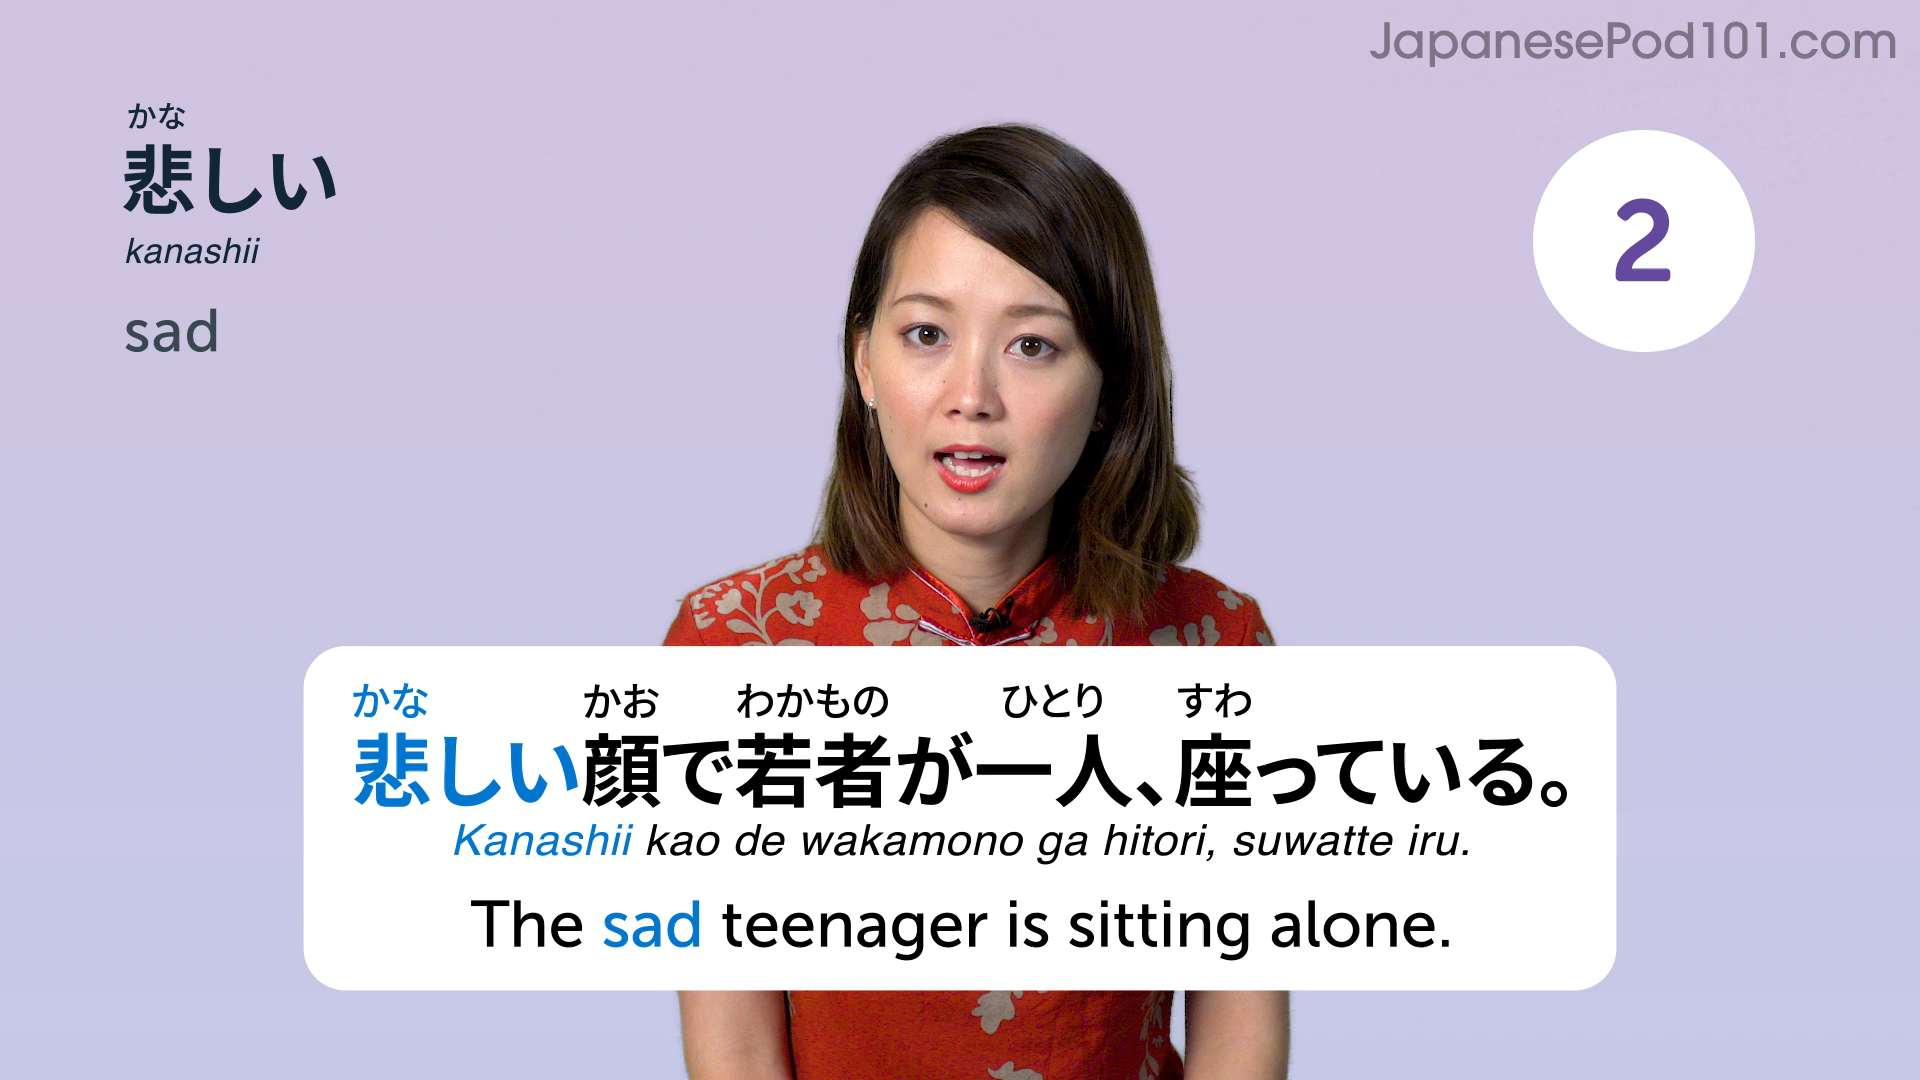 JapanesePod101.com
かな
悲しい
kanashii
sad
2
かな かお わかもの ひとり すわ
悲しい顔で若者が一人、座っている。
Kanashii kao de wakamono ga hitori, suwatte iru.
The sad teenager is sitting alone.